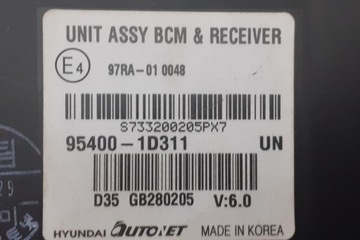 UNIT ASSY BCM & RECEIVER
E4 97RA-01 0048
S733200205PX7
95400-1D311 UN
D35 GB280205 V:6.0
HYUNDAI AUTONET MADE IN KOREA